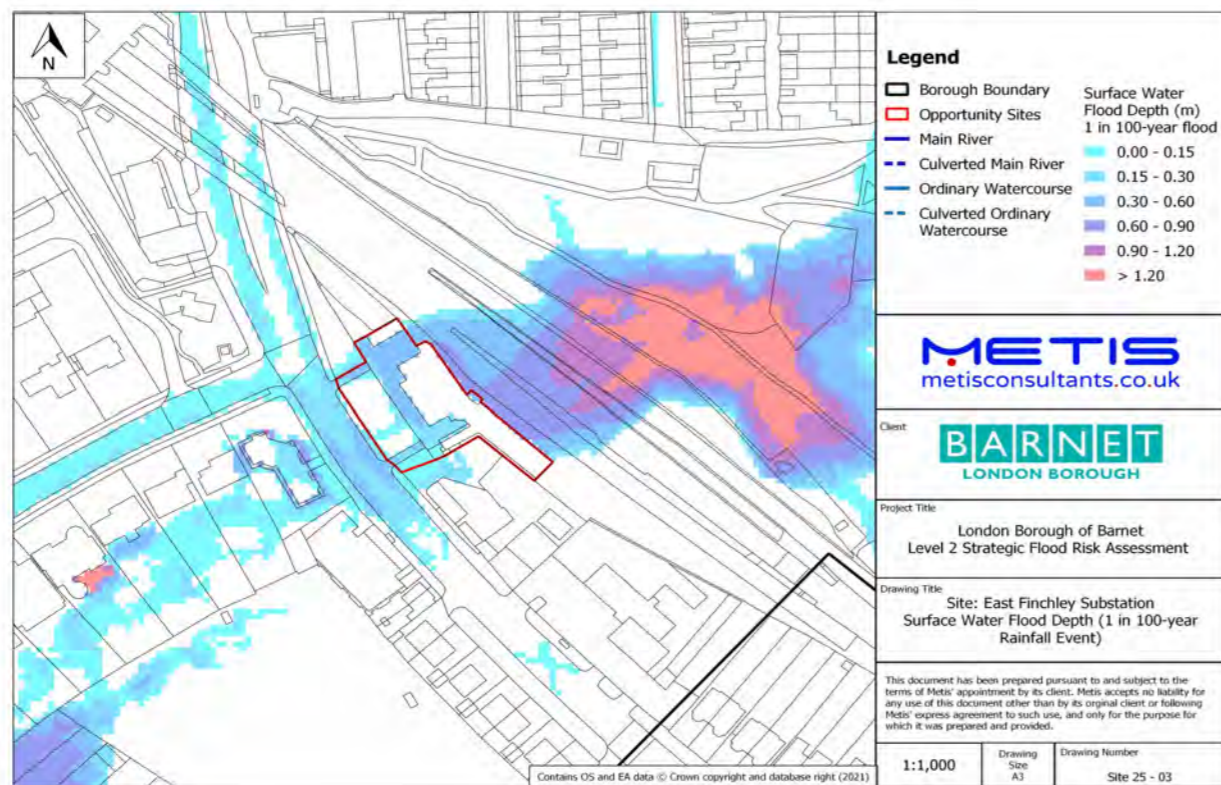 N
Legend
Borough Boundary
Opportunity Sites
Main River
Culverted Main River
Ordinary Watercourse
Culverted Ordinary
Watercourse
Surface Water
Flood Depth (m)
1 in 100-year flood
0.00 - 0.15
0.15 - 0.30
0.30 - 0.60
0.60 - 0.90
0.90 - 1.20
> 1.20
METIS
metisconsultants.co.uk
Client
BARNET
LONDON BOROUGH
Project Title
London Borough of Barnet
Level 2 Strategic Flood Risk Assessment
Drawing Title
Site: East Finchley Substation
Surface Water Flood Depth (1 in 100-year
Rainfall Event)
This document has been prepared pursuant to and subject to the
terms of Metis' appointment by its client. Metis accepts no liability for
any use of this document other than by its orginal client or following
Metis' express agreement to such use, and only for the purpose for
which it was prepared and provided.
1:1,000
Drawing
Size
A3
Drawing Number
Site 25 - 03
Contains OS and EA data © Crown copyright and database right (2021)